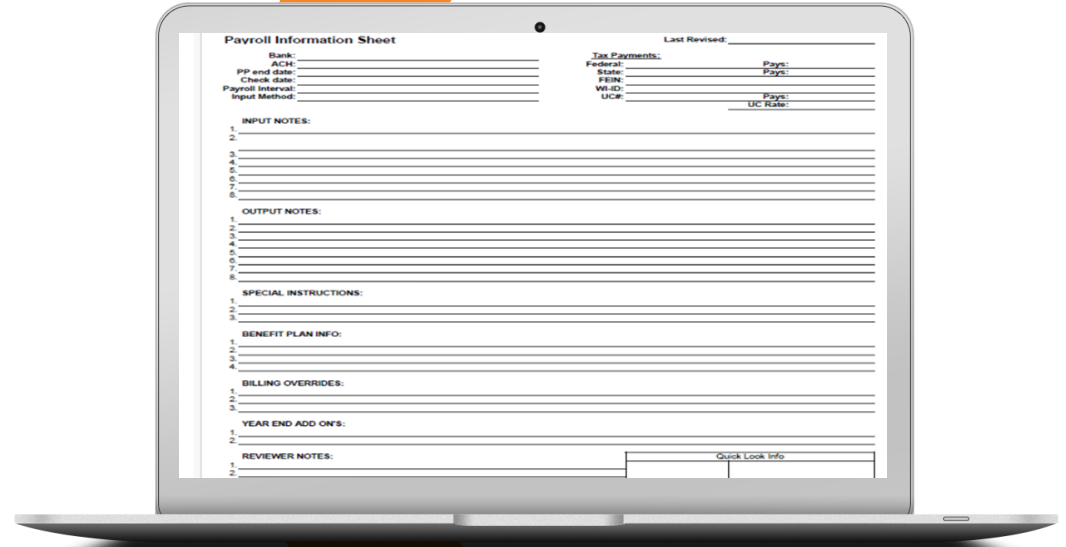 Payroll Information Sheet
Last Revised:
Bank:
ACH:
PP end date:
Check date:
Payroll Interval:
Input Method:
Tax Payments:
Federal: Pays:
State: Pays:
FEIN:
WI-ID:
UC#: Pays:
UC Rate:
INPUT NOTES:
1.
2.
3.
4.
5.
6.
7.
8.
OUTPUT NOTES:
1.
2.
3.
4.
5.
6.
7.
8.
SPECIAL INSTRUCTIONS:
1.
2.
3.
BENEFIT PLAN INFO:
1.
2.
3.
4.
BILLING OVERRIDES:
1.
2.
3.
YEAR END ADD ON'S:
1.
2.
REVIEWER NOTES:
Quick Look Info
1.
2.